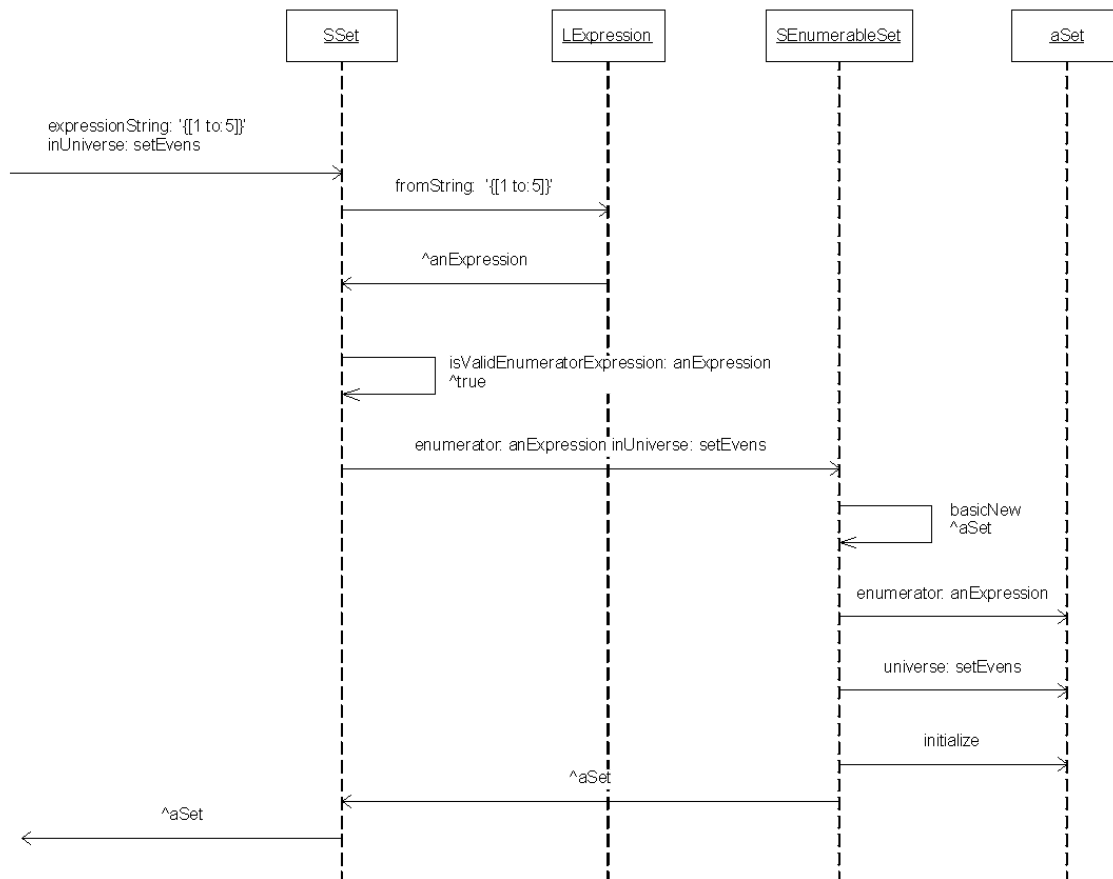 SSet
LExpression
SEnumerableSet
aSet
expressionString: '{[1 to:5]}'
inUniverse: setEvens
fromString: '{[1 to:5]}'
^anExpression
isValidEnumeratorExpression: anExpression
^true
enumerator: anExpression inUniverse: setEvens
basicNew
^aSet
enumerator: anExpression
universe: setEvens
initialize
^aSet
^aSet